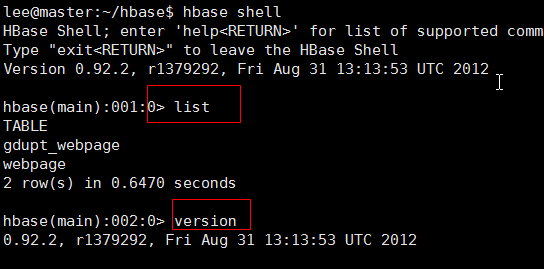 lee@master:~/hbase$ hbase shell
HBase Shell; enter 'help<RETURN>' for list of supported comm
Type "exit<RETURN>" to leave the HBase Shell
Version 0.92.2, r1379292, Fri Aug 31 13:13:53 UTC 2012
hbase(main):001:0> list
TABLE
gdupt_webpage
webpage
2 row(s) in 0.6470 seconds
hbase(main):002:0> version
0.92.2, r1379292, Fri Aug 31 13:13:53 UTC 2012